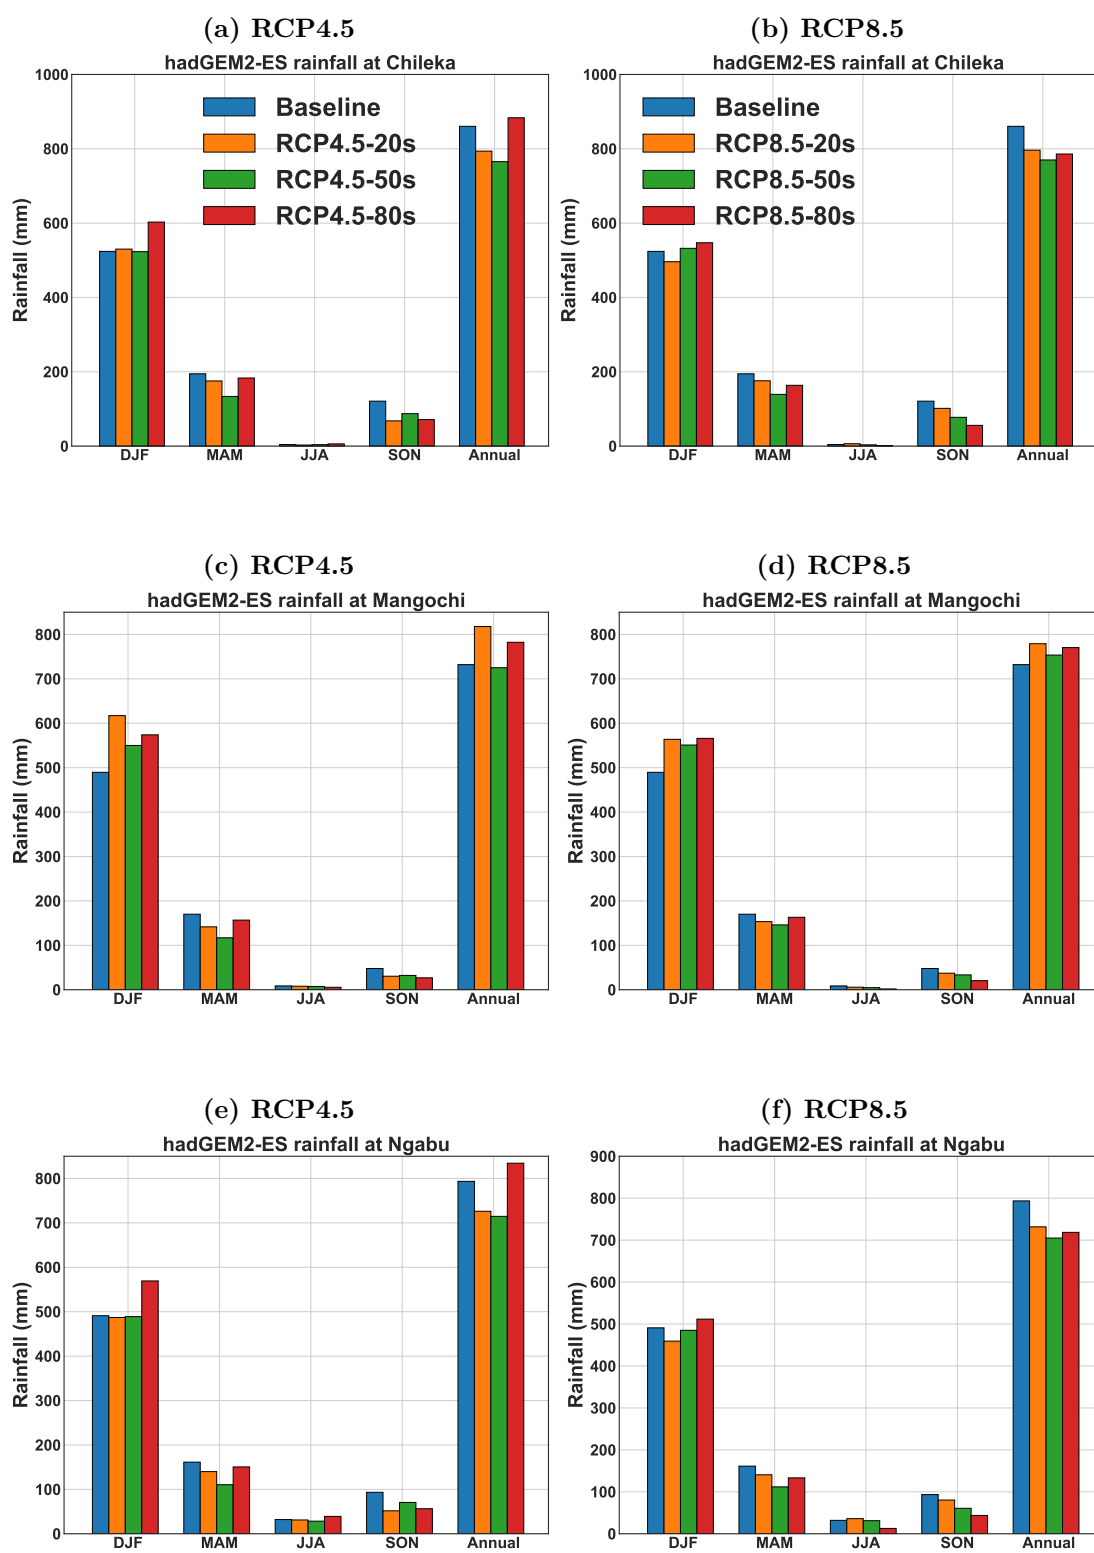 (a) RCP4.5
hadGEM2-ES rainfall at Chileka
Rainfall (mm)
1000
800
600
400
200
0
Baseline
RCP4.5-20s
RCP4.5-50s
RCP4.5-80s
DJF MAM JJA SON Annual
(b) RCP8.5
hadGEM2-ES rainfall at Chileka
Rainfall (mm)
1000
800
600
400
200
0
Baseline
RCP8.5-20s
RCP8.5-50s
RCP8.5-80s
DJF MAM JJA SON Annual
(c) RCP4.5
hadGEM2-ES rainfall at Mangochi
Rainfall (mm)
800
700
600
500
400
300
200
100
0
DJF MAM JJA SON Annual
(d) RCP8.5
hadGEM2-ES rainfall at Mangochi
Rainfall (mm)
800
700
600
500
400
300
200
100
0
DJF MAM JJA SON Annual
(e) RCP4.5
hadGEM2-ES rainfall at Ngabu
Rainfall (mm)
800
700
600
500
400
300
200
100
0
DJF MAM JJA SON Annual
(f) RCP8.5
hadGEM2-ES rainfall at Ngabu
Rainfall (mm)
900
800
700
600
500
400
300
200
100
0
DJF MAM JJA SON Annual